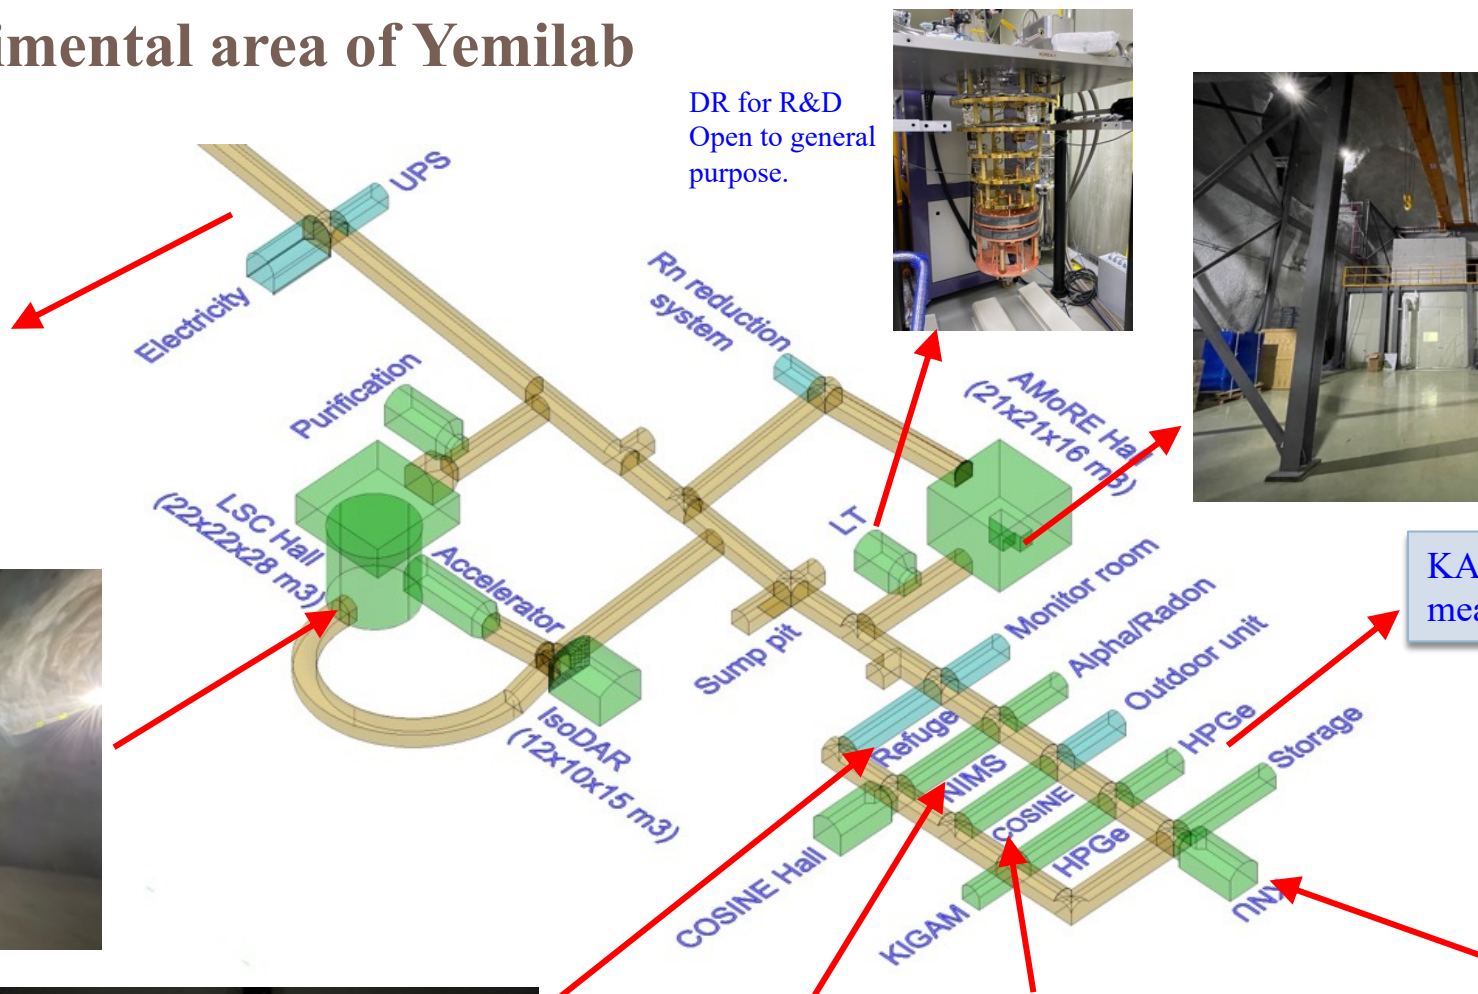 imental area of Yemilab
DR for R&D
Open to general
purpose.
UPS
Electricity
Rn reduction
system
Purification
AMoRE Hall
(21x21x16 m3)
LSC Hall
(22x22x28 m3)
Accelerator
LT
Monitor room
KA
mea
Alpha/Radon
Sump pit
Outdoor unit
IsoDAR
(12x10x15 m3)
Refuge
HPGe
Storage
NIMS
COSINE
HPGe
COSINE Hall
KIGAM